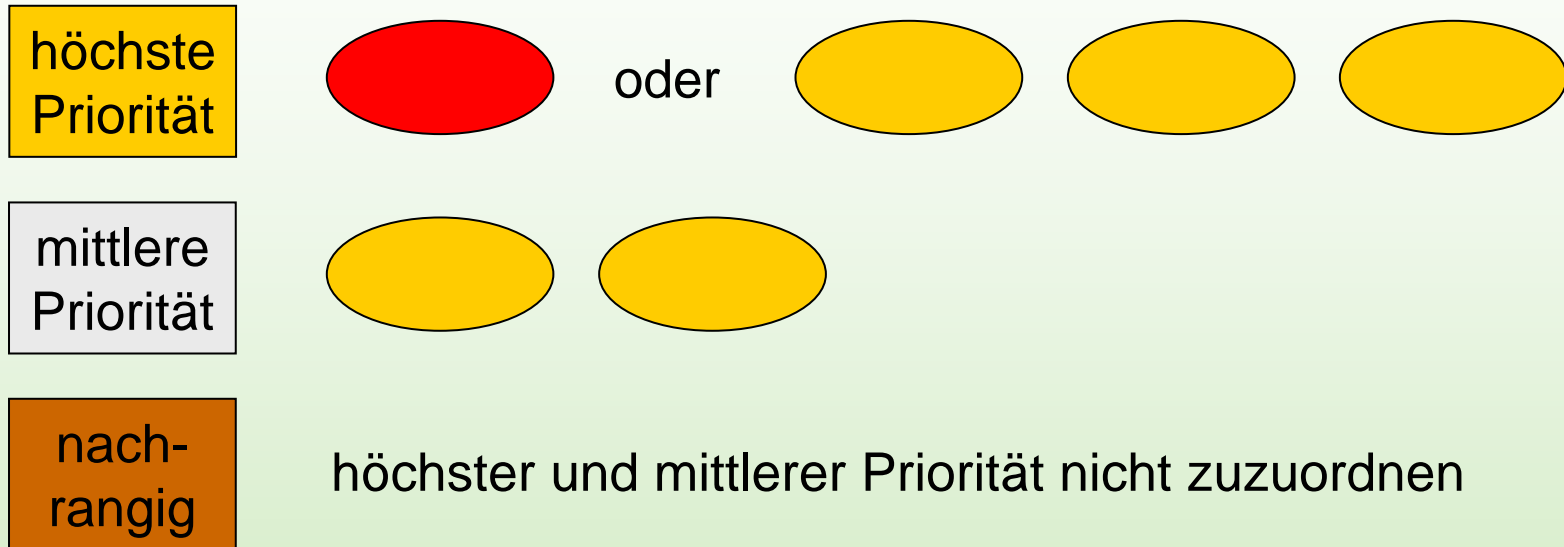 höchste
Priorität
oder
mittlere
Priorität
nach-
rangig
höchster und mittlerer Priorität nicht zuzuordnen